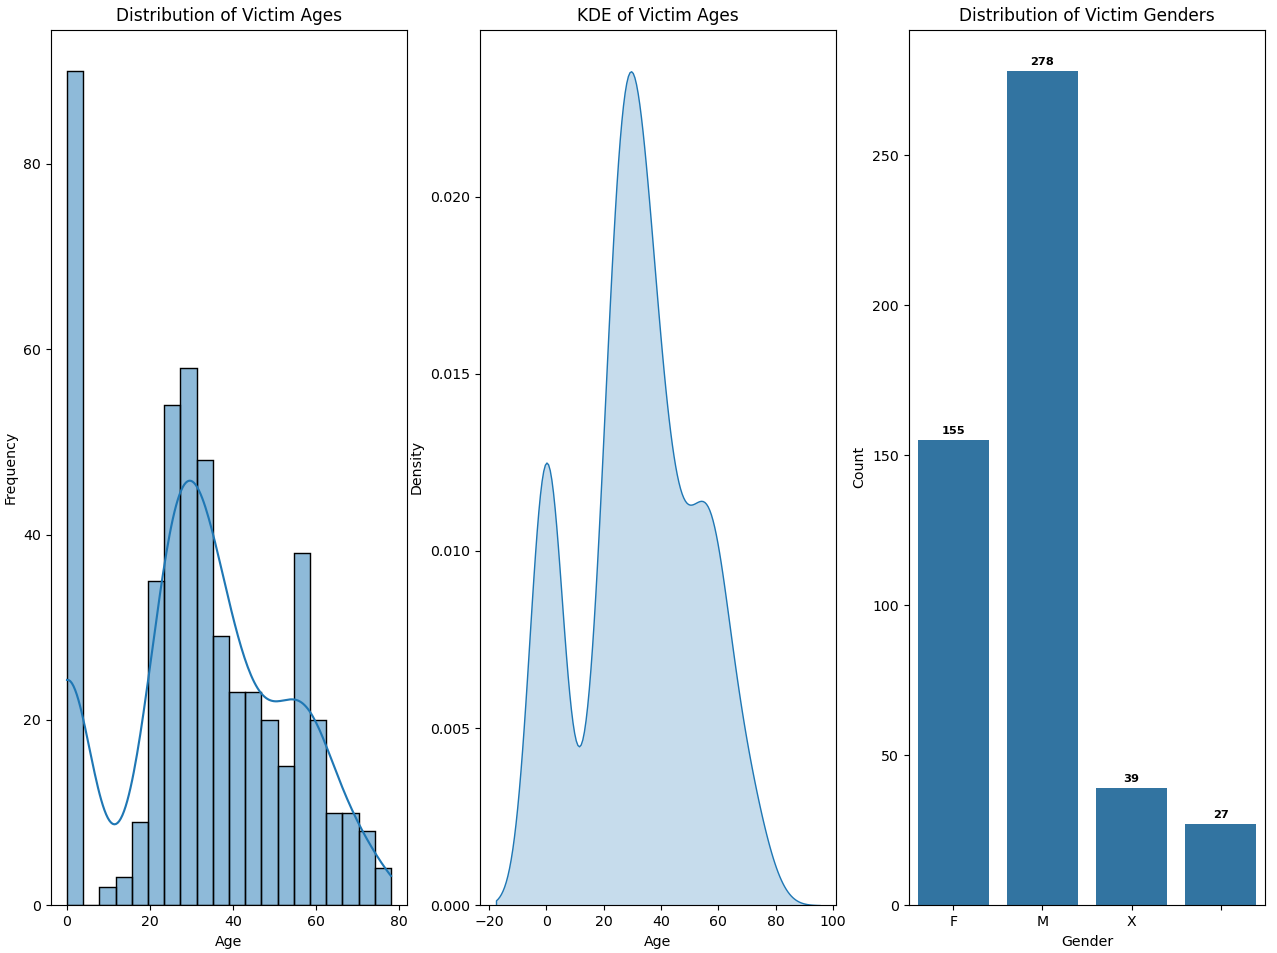 Distribution of Victim Ages
80
60
40
20
0
Frequency
0 20 40 60 80
Age
KDE of Victim Ages
0.020
0.015
0.010
0.005
0.000
Density
−20 0 20 40 60 80 100
Age
Distribution of Victim Genders
250
200
150
100
50
0
Count
155
278
39
27
F M X
Gender